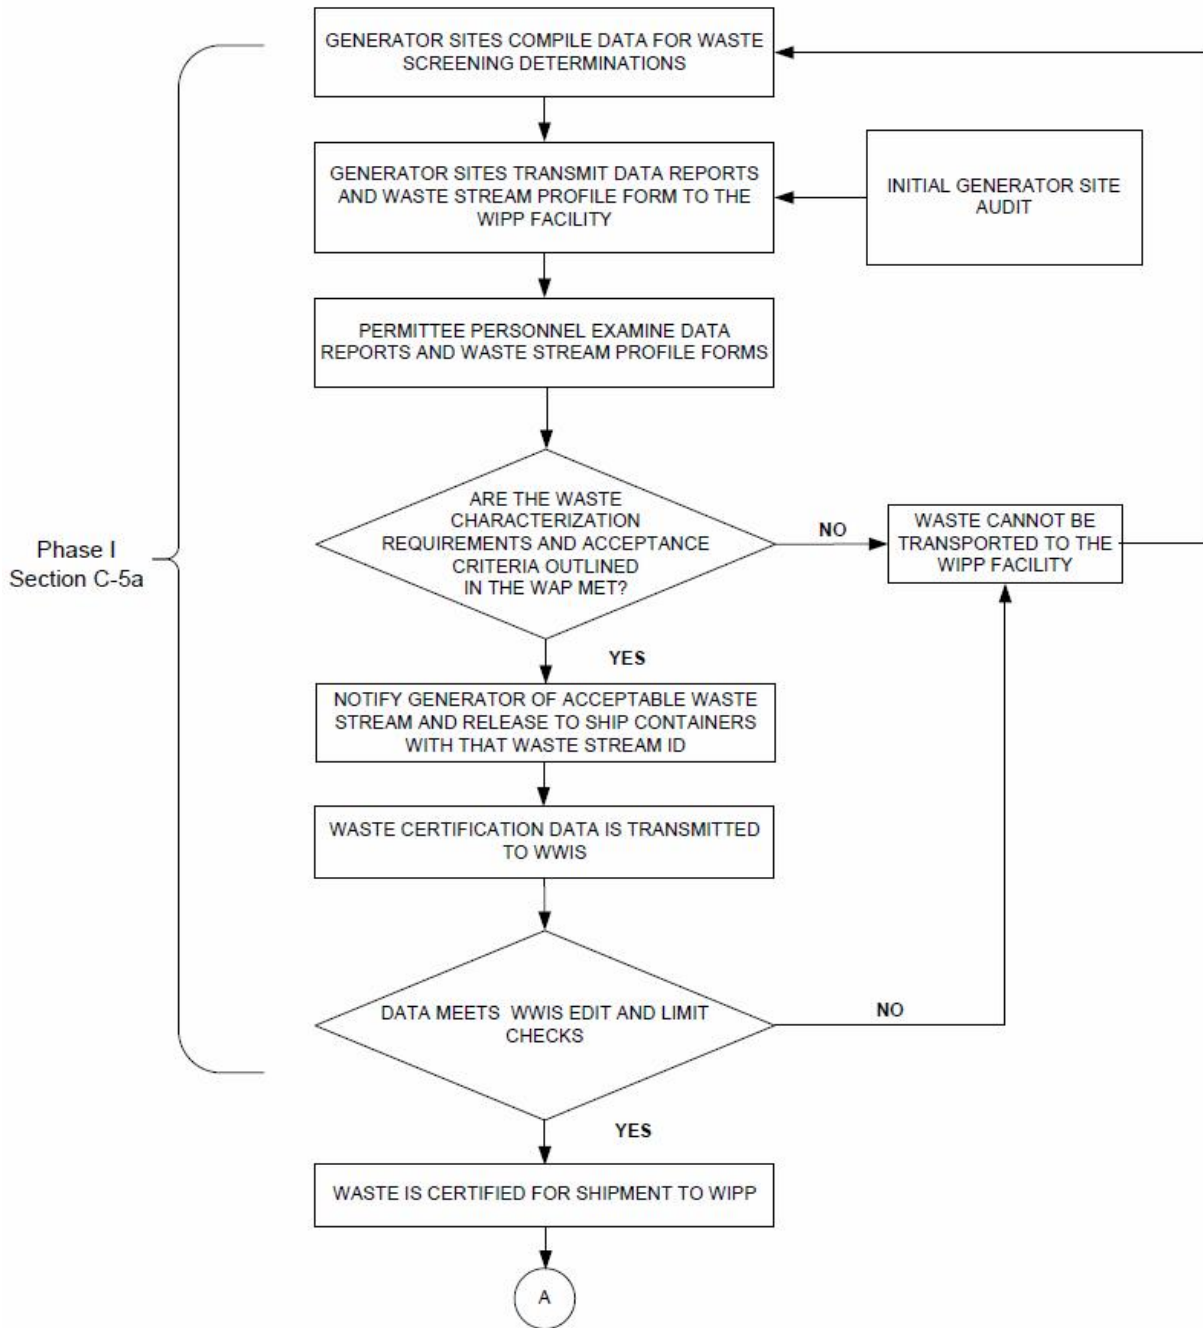 GENERATOR SITES COMPILE DATA FOR WASTE
SCREENING DETERMINATIONS
GENERATOR SITES TRANSMIT DATA REPORTS
AND WASTE STREAM PROFILE FORM TO THE
WIPP FACILITY
INITIAL GENERATOR SITE
AUDIT
PERMITTEE PERSONNEL EXAMINE DATA
REPORTS AND WASTE STREAM PROFILE FORMS
ARE THE WASTE
CHARACTERIZATION
REQUIREMENTS AND ACCEPTANCE
CRITERIA OUTLINED
IN THE WAP MET?
NO
WASTE CANNOT BE
TRANSPORTED TO THE
WIPP FACILITY
Phase I
Section C-5a
YES
NOTIFY GENERATOR OF ACCEPTABLE WASTE
STREAM AND RELEASE TO SHIP CONTAINERS
WITH THAT WASTE STREAM ID
WASTE CERTIFICATION DATA IS TRANSMITTED
TO WWIS
DATA MEETS WWIS EDIT AND LIMIT
CHECKS
NO
YES
WASTE IS CERTIFIED FOR SHIPMENT TO WIPP
A